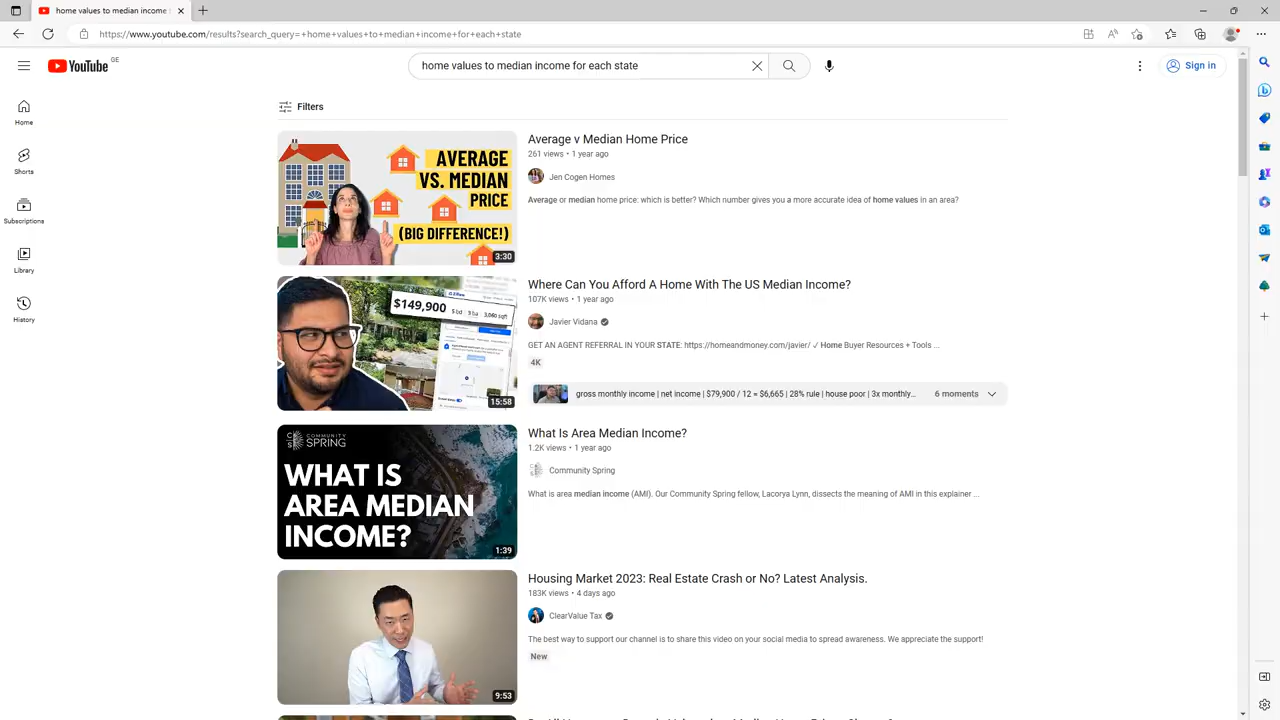 home values to median income
https://www.youtube.com/results?search_query=+home+values+to+median+income+for+each+state
YouTube
GE
home values to median income for each state
Sign in
Home
Shorts
Subscriptions
Library
History
Filters
AVERAGE
VS. MEDIAN
PRICE
(BIG DIFFERENCE!)
3:30
Average v Median Home Price
261 views • 1 year ago
Jen Cogen Homes
Average or median home price: which is better? Which number gives you a more accurate idea of home values in an area?
$149,900
15:58
Where Can You Afford A Home With The US Median Income?
107K views • 1 year ago
Javier Vidana
GET AN AGENT REFERRAL IN YOUR STATE: https://homeandmoney.com/javier/ ✓ Home Buyer Resources + Tools ...
4K
gross monthly income | net income | $79,900 / 12 = $6,665 | 28% rule | house poor | 3x monthly...
6 moments
COMMUNITY
SPRING
WHAT IS
AREA MEDIAN
INCOME?
1:39
What Is Area Median Income?
1.2K views • 1 year ago
Community Spring
What is area median income (AMI). Our Community Spring fellow, Lacorya Lynn, dissects the meaning of AMI in this explainer ...
9:53
Housing Market 2023: Real Estate Crash or No? Latest Analysis.
183K views • 4 days ago
ClearValue Tax
The best way to support our channel is to share this video on your social media to spread awareness. We appreciate the support!
New